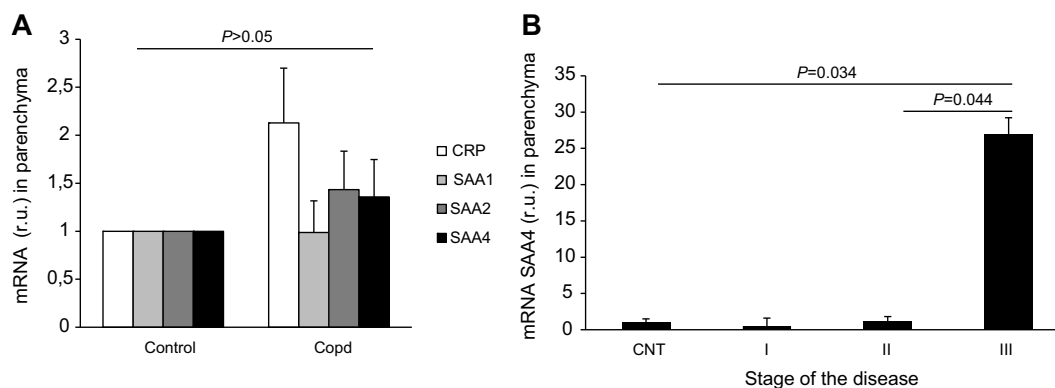 A
P>0.05
mRNA (r.u.) in parenchyma
3
2,5
2
1,5
1
0,5
0
Control
Copd
CRP
SAA1
SAA2
SAA4
B
P=0.034
P=0.044
mRNA SAA4 (r.u.) in parenchyma
35
30
25
20
15
10
5
0
CNT
I
II
III
Stage of the disease